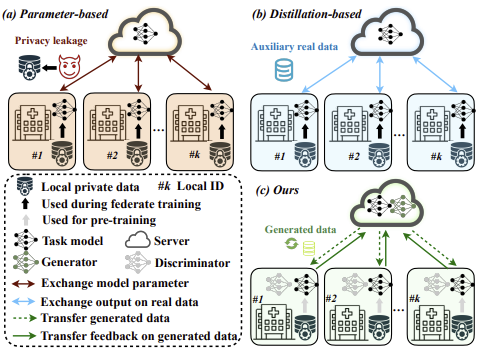 (a) Parameter-based
Privacy leakage
#1
#2
...
#k
(b) Distillation-based
Auxiliary real data
#1
#2
...
#k
Local private data
#k Local ID
Used during federate training
Used for pre-training
Task model
Server
Generator
Discriminator
Exchange model parameter
Exchange output on real data
Transfer generated data
Transfer feedback on generated data
(c) Ours
Generated data
#1
#2
...
#k